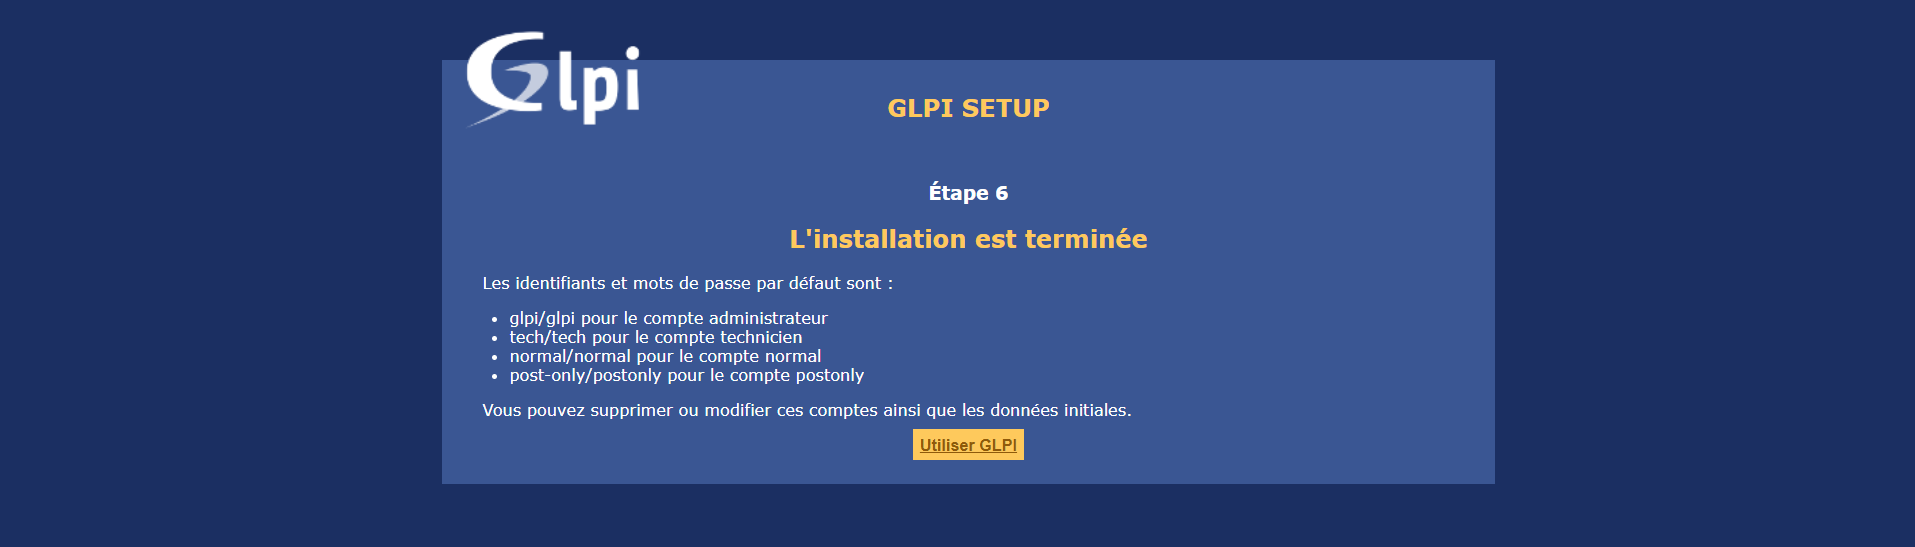 Glpi
GLPI SETUP
Étape 6
L'installation est terminée
Les identifiants et mots de passe par défaut sont :
• glpi/glpi pour le compte administrateur
• tech/tech pour le compte technicien
• normal/normal pour le compte normal
• post-only/postonly pour le compte postonly
Vous pouvez supprimer ou modifier ces comptes ainsi que les données initiales.
Utiliser GLPI